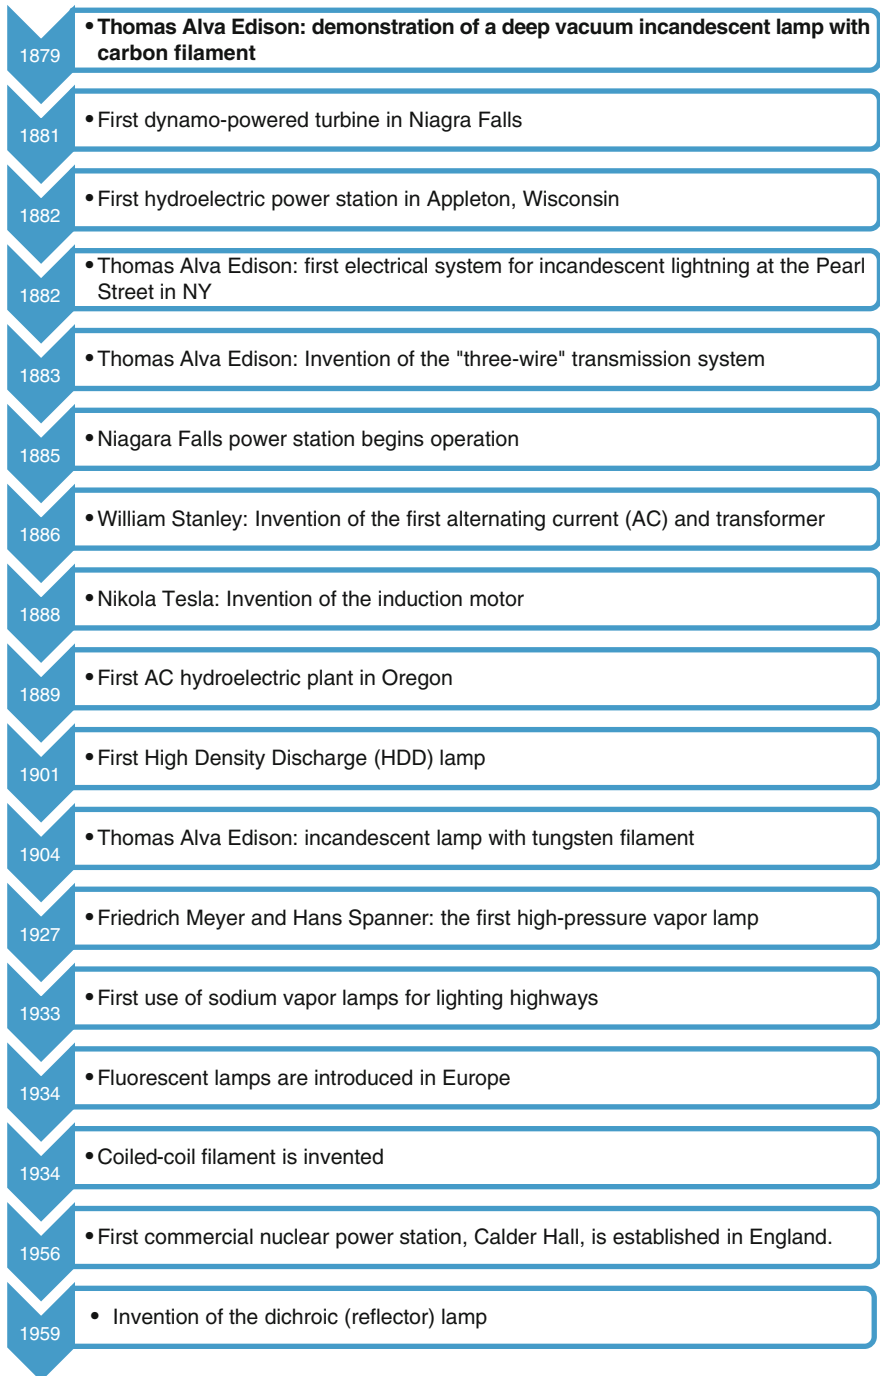 1879
• Thomas Alva Edison: demonstration of a deep vacuum incandescent lamp with
carbon filament
1881
• First dynamo-powered turbine in Niagra Falls
1882
• First hydroelectric power station in Appleton, Wisconsin
1882
• Thomas Alva Edison: first electrical system for incandescent lightning at the Pearl
Street in NY
1883
• Thomas Alva Edison: Invention of the "three-wire" transmission system
1885
• Niagara Falls power station begins operation
1886
• William Stanley: Invention of the first alternating current (AC) and transformer
1888
• Nikola Tesla: Invention of the induction motor
1889
• First AC hydroelectric plant in Oregon
1901
• First High Density Discharge (HDD) lamp
1904
• Thomas Alva Edison: incandescent lamp with tungsten filament
1927
• Friedrich Meyer and Hans Spanner: the first high-pressure vapor lamp
1933
• First use of sodium vapor lamps for lighting highways
1934
• Fluorescent lamps are introduced in Europe
1934
• Coiled-coil filament is invented
1956
• First commercial nuclear power station, Calder Hall, is established in England.
1959
• Invention of the dichroic (reflector) lamp